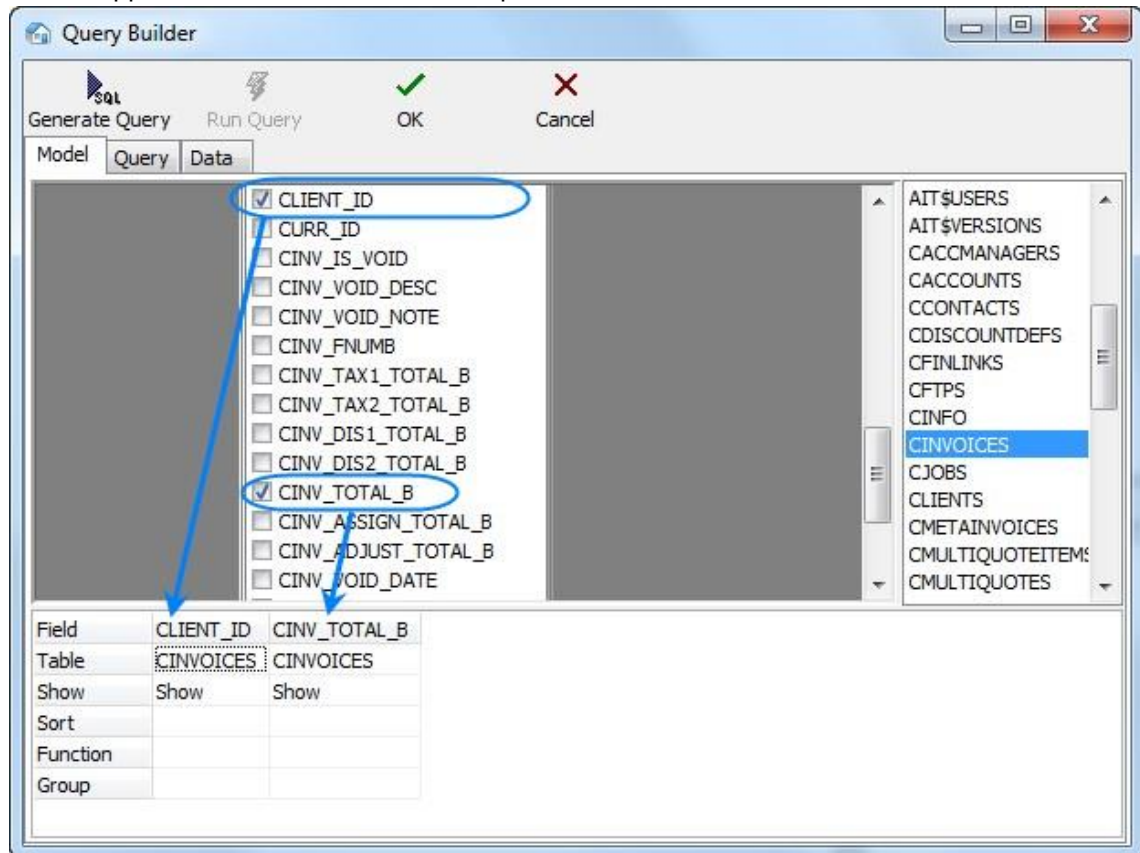 Query Builder
SQL
Generate Query Run Query OK Cancel
Model Query Data
CLIENT_ID
CURR_ID
CINV_IS_VOID
CINV_VOID_DESC
CINV_VOID_NOTE
CINV_FNUMB
CINV_TAX1_TOTAL_B
CINV_TAX2_TOTAL_B
CINV_DIS1_TOTAL_B
CINV_DIS2_TOTAL_B
CINV_TOTAL_B
CINV_ASSIGN_TOTAL_B
CINV_ADJUST_TOTAL_B
CINV_VOID_DATE
AIT$USERS
AIT$VERSIONS
CACCMANAGERS
CACCOUNTS
CCONTACTS
CDISCOUNTDEFS
CFINLINKS
CFTPS
CINFO
CINVOICES
CJOBS
CLIENTS
CMETAINVOICES
CMULTIQUOTEITEMS
CMULTIQUOTES
Field CLIENT_ID CINV_TOTAL_B
Table CINVOICES CINVOICES
Show Show Show
Sort
Function
Group